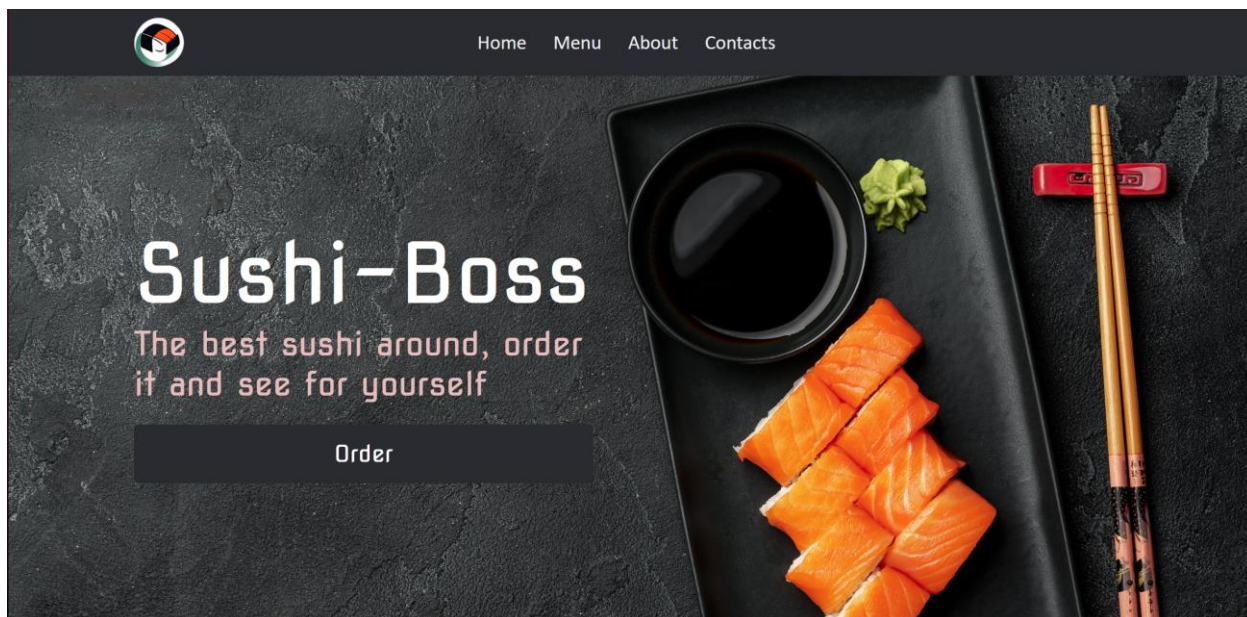 Home Menu About Contacts
Sushi-Boss
The best sushi around, order
it and see for yourself
Order